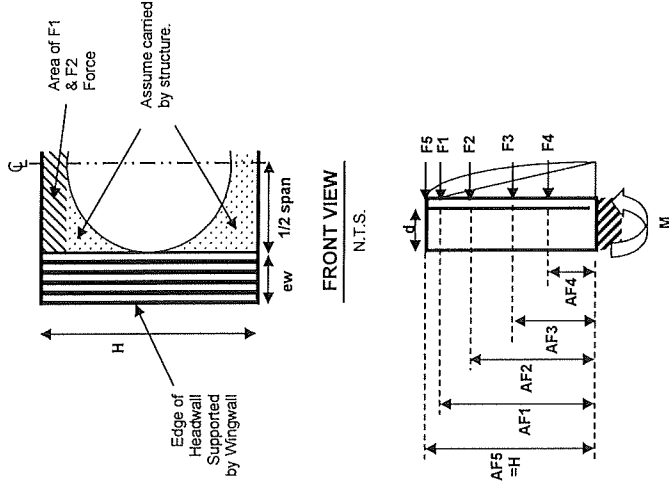 ℄
Area of F1
& F2
Force
Assume carried
by structure.
H
Edge of
Headwall
Supported
by Wingwall
ew
1/2 span
FRONT VIEW
N.T.S.
F5
F1
F2
F3
F4
d
AF5
=H
AF1
AF2
AF3
AF4
M